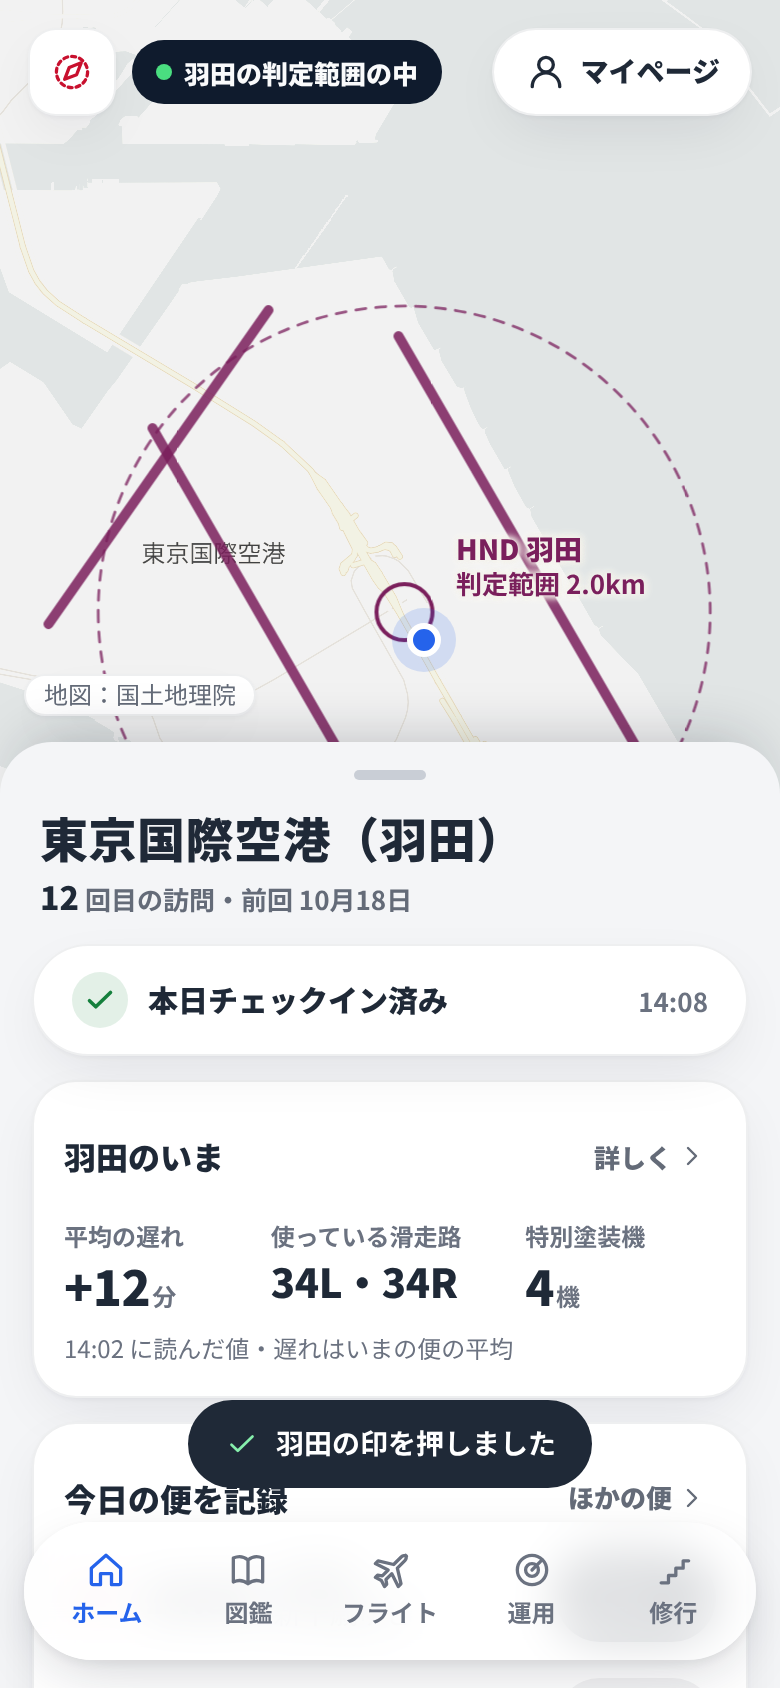 羽田の判定範囲の中
マイページ
東京国際空港
HND 羽田
判定範囲 2.0km
地図：国土地理院
東京国際空港（羽田）
12 回目の訪問・前回 10月18日
本日チェックイン済み
14:08
羽田のいま
詳しく
平均の遅れ
使っている滑走路
特別塗装機
+12分
34L・34R
4機
14:02 に読んだ値・遅れはいまの便の平均
羽田の印を押しました
今日の便を記録
ほかの便
ホーム
図鑑
フライト
運用
修行